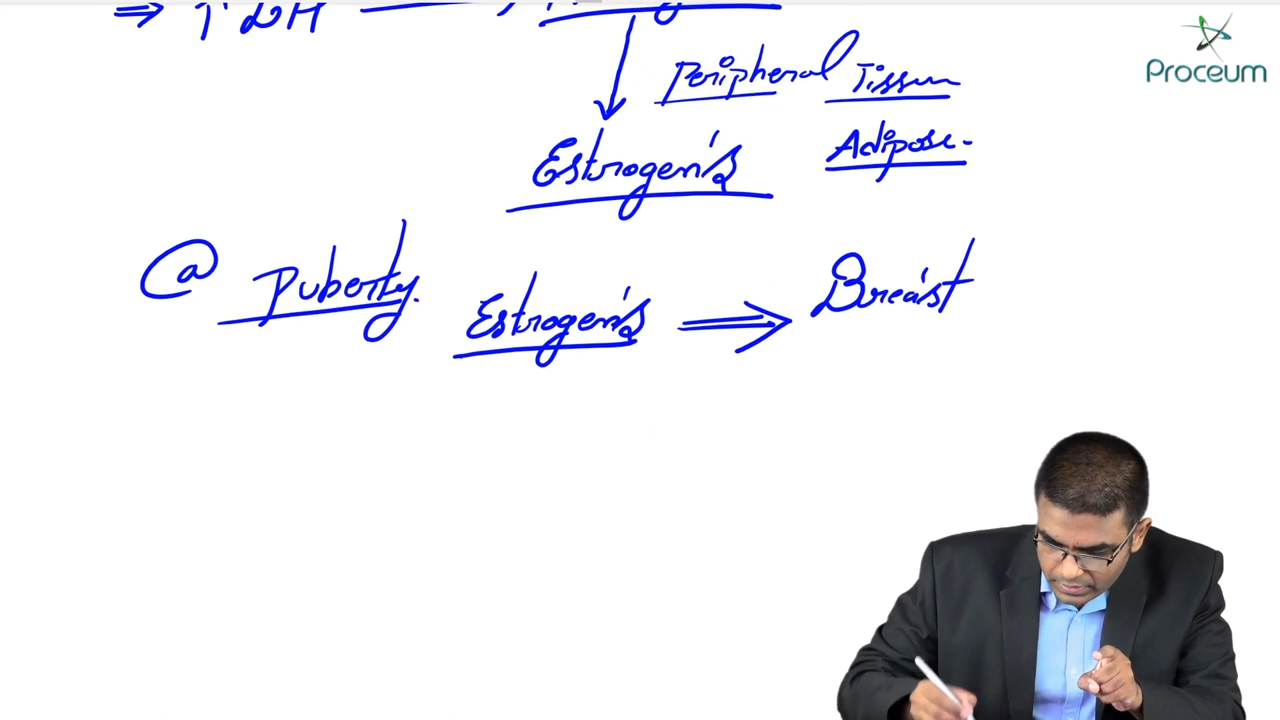 ⇒ ↑ LH
Proceum
Peripheral Tissue
Adipose.
Estrogen's
@ Puberty. Estrogen's ⇒ Breast